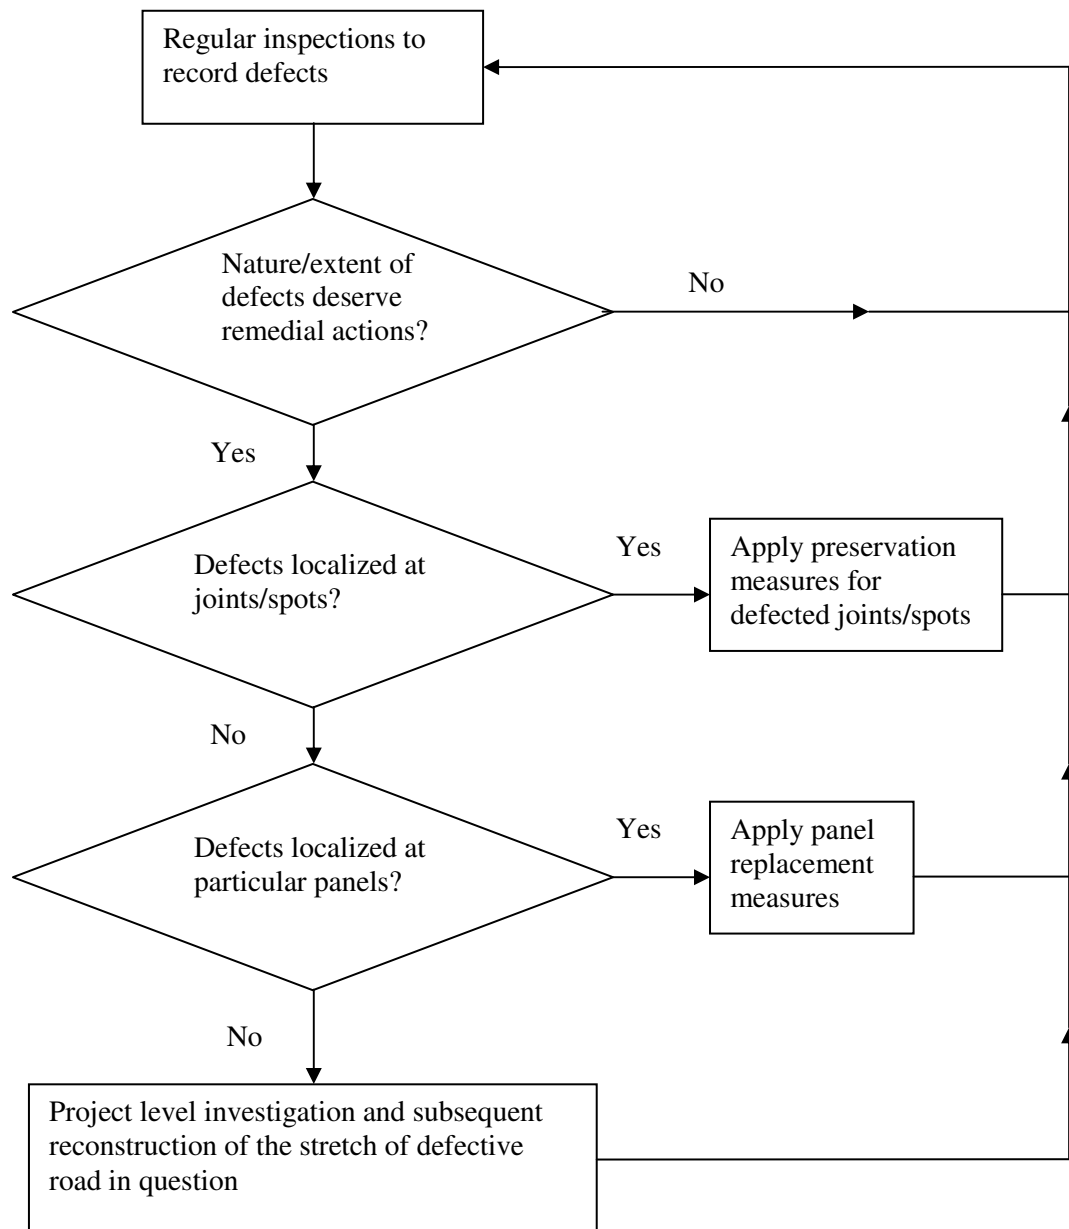 Regular inspections to
record defects
Nature/extent of
defects deserve
remedial actions?
No
Yes
Defects localized at
joints/spots?
Yes
Apply preservation
measures for
defected joints/spots
No
Defects localized at
particular panels?
Yes
Apply panel
replacement
measures
No
Project level investigation and subsequent
reconstruction of the stretch of defective
road in question